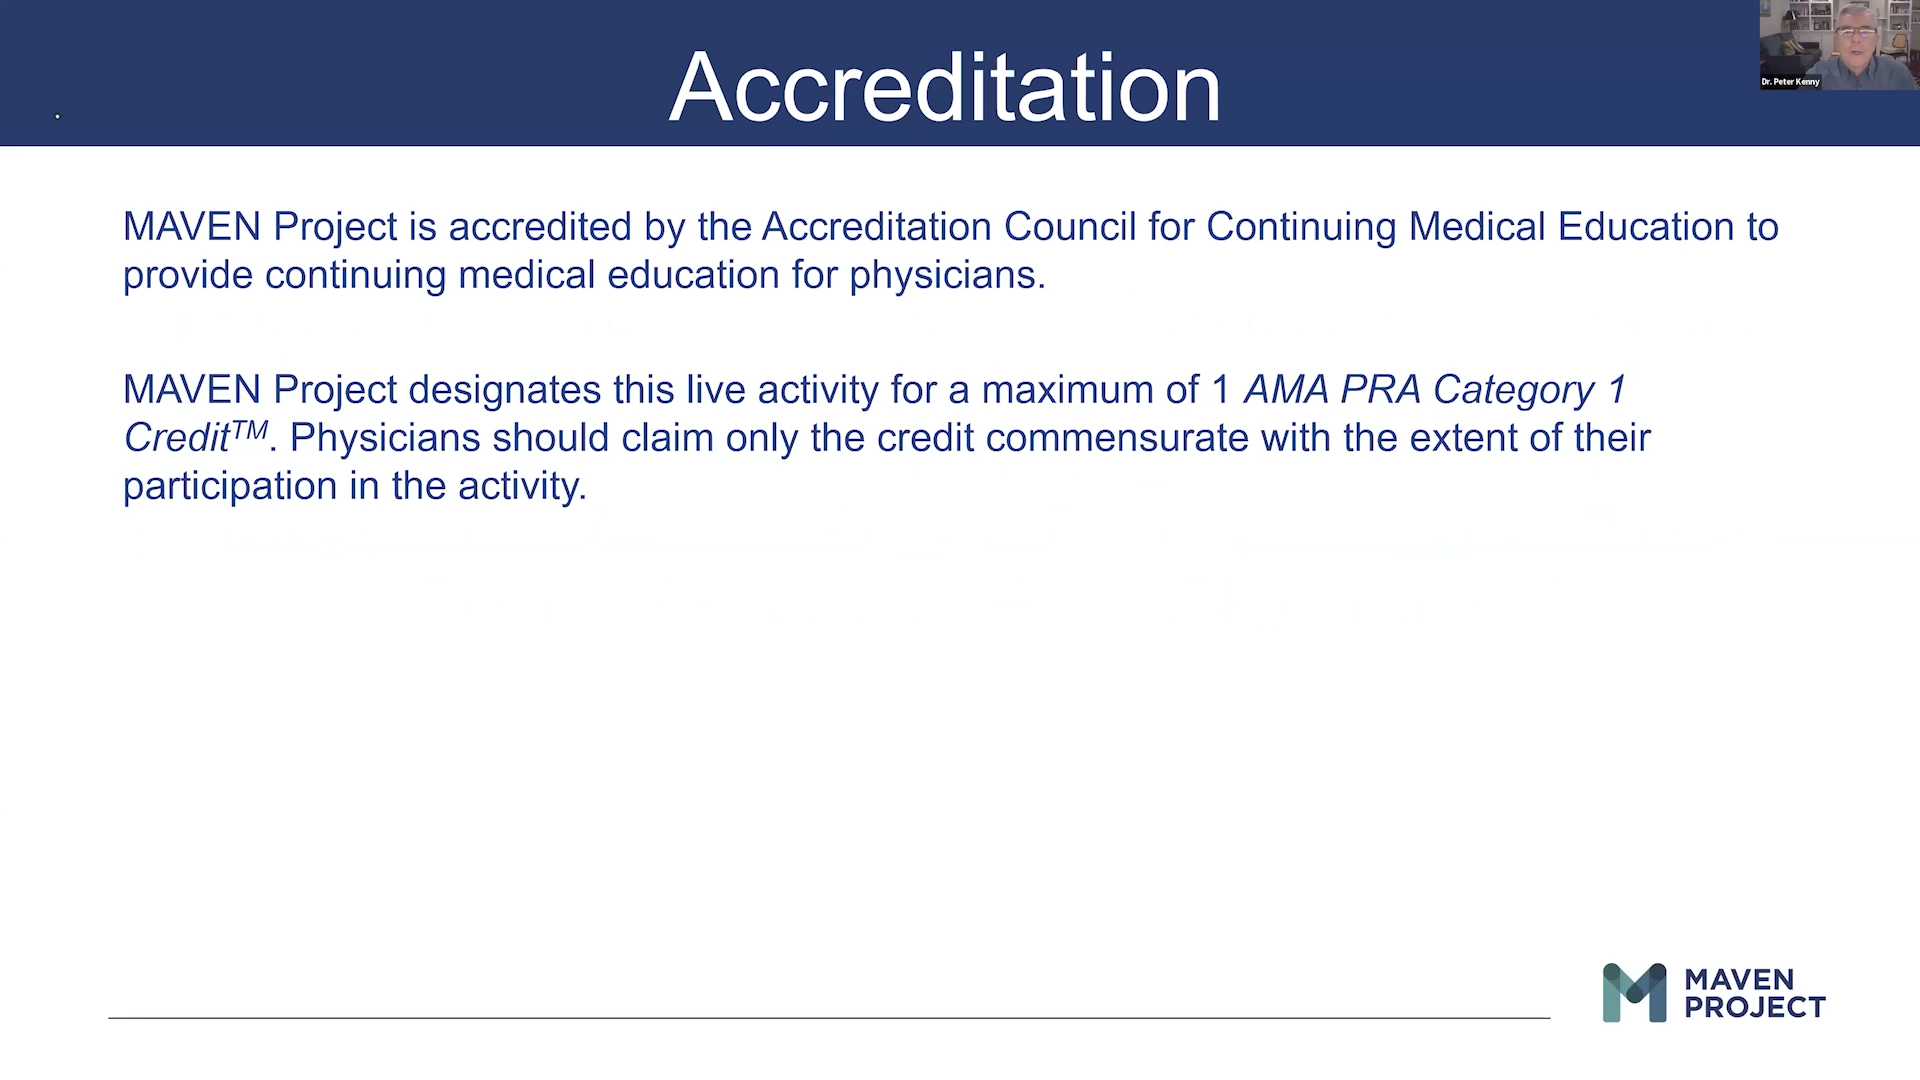 Accreditation
Dr. Peter Kenny
MAVEN Project is accredited by the Accreditation Council for Continuing Medical Education to
provide continuing medical education for physicians.
MAVEN Project designates this live activity for a maximum of 1 AMA PRA Category 1
Credit™. Physicians should claim only the credit commensurate with the extent of their
participation in the activity.
MAVEN
PROJECT